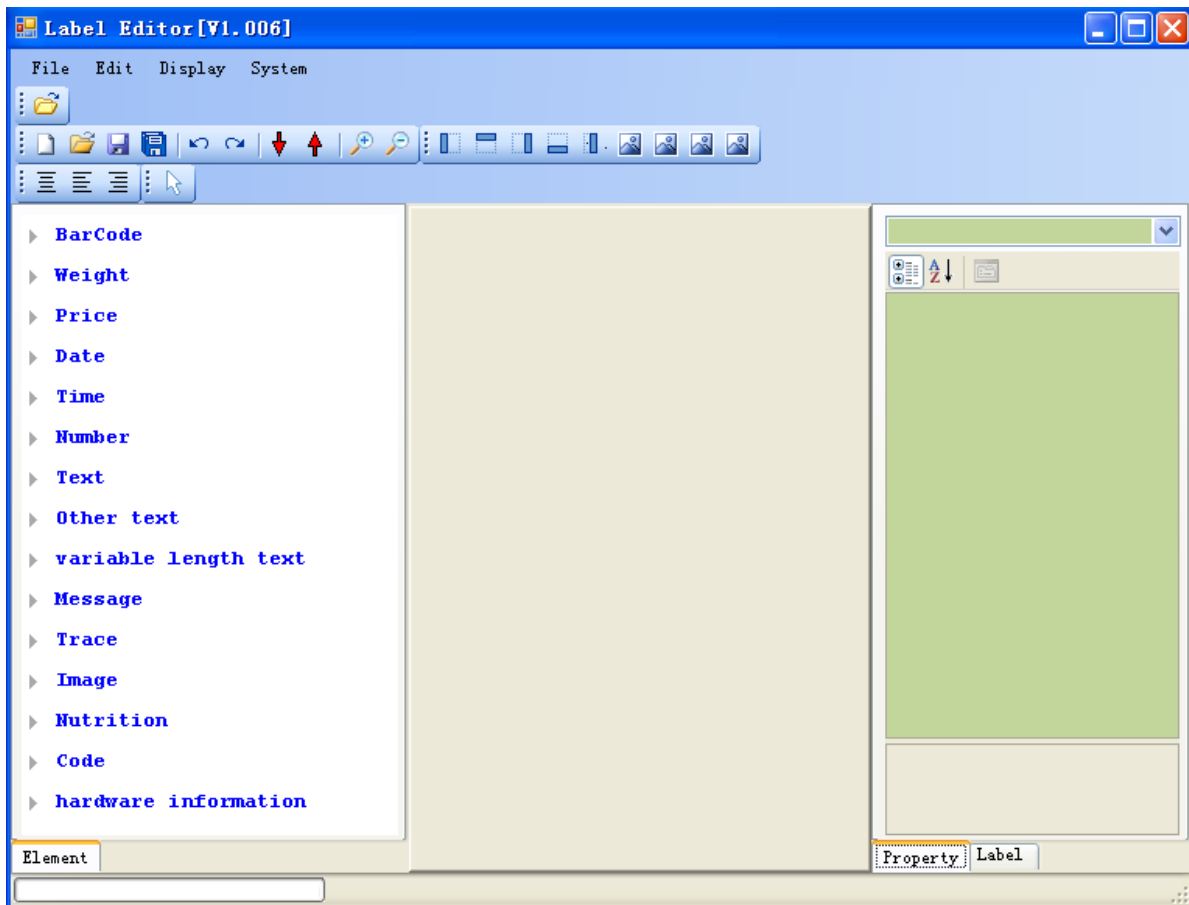 Label Editor[V1.006]
File Edit Display System
BarCode
Weight
Price
Date
Time
Number
Text
Other text
variable length text
Message
Trace
Image
Nutrition
Code
hardware information
Element
A
Z
Property Label